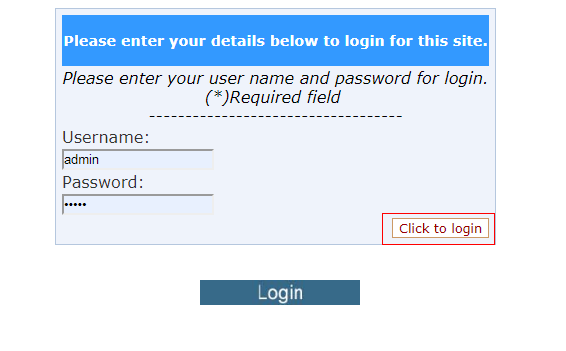 Please enter your details below to login for this site.
Please enter your user name and password for login.
(*)Required field
-----------------------------------
Username:
admin
Password:
•••••
Click to login
Login